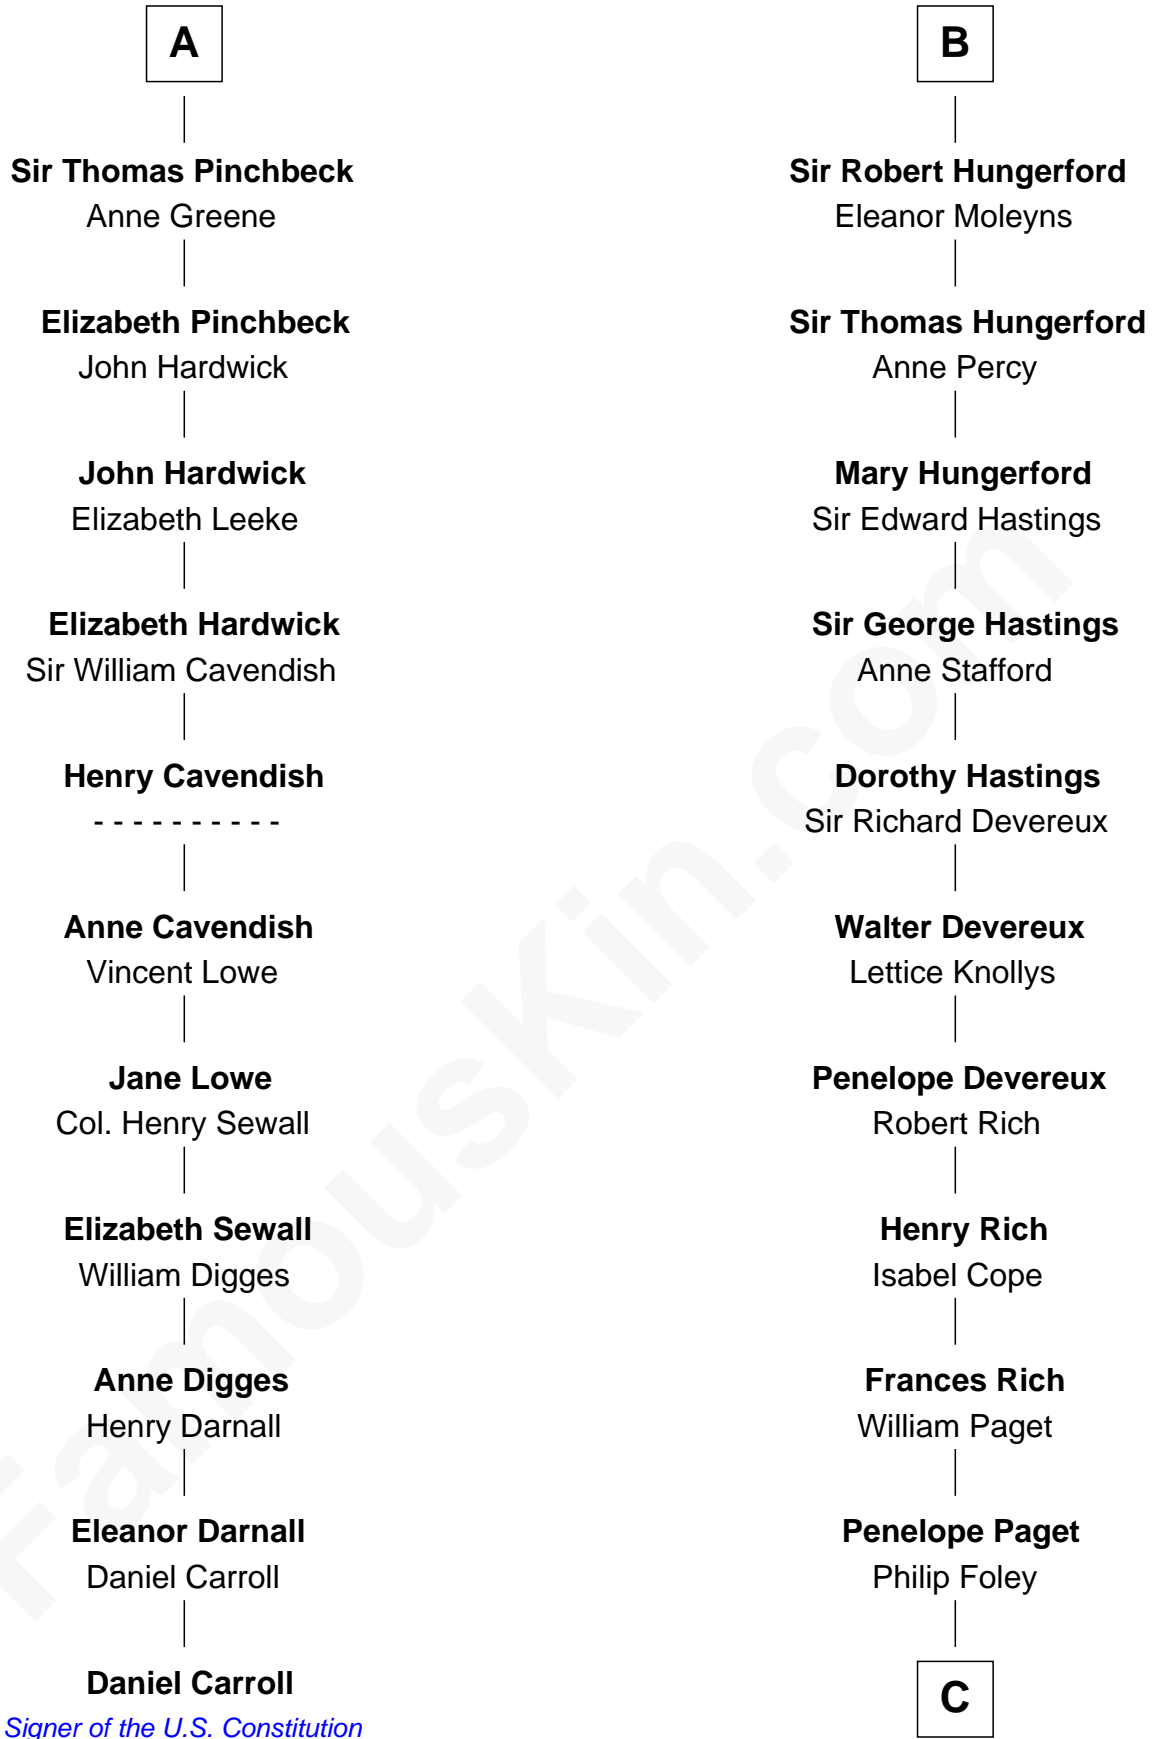 A
Sir Thomas Pinchbeck
Anne Greene
Elizabeth Pinchbeck
John Hardwick
John Hardwick
Elizabeth Leeke
Elizabeth Hardwick
Sir William Cavendish
Henry Cavendish
- - - - - - - - - -
Anne Cavendish
Vincent Lowe
Jane Lowe
Col. Henry Sewall
Elizabeth Sewall
William Digges
Anne Digges
Henry Darnall
Eleanor Darnall
Daniel Carroll
Daniel Carroll
Signer of the U.S. Constitution
B
Sir Robert Hungerford
Eleanor Moleyns
Sir Thomas Hungerford
Anne Percy
Mary Hungerford
Sir Edward Hastings
Sir George Hastings
Anne Stafford
Dorothy Hastings
Sir Richard Devereux
Walter Devereux
Lettice Knollys
Penelope Devereux
Robert Rich
Henry Rich
Isabel Cope
Frances Rich
William Paget
Penelope Paget
Philip Foley
C
FamousKin.com